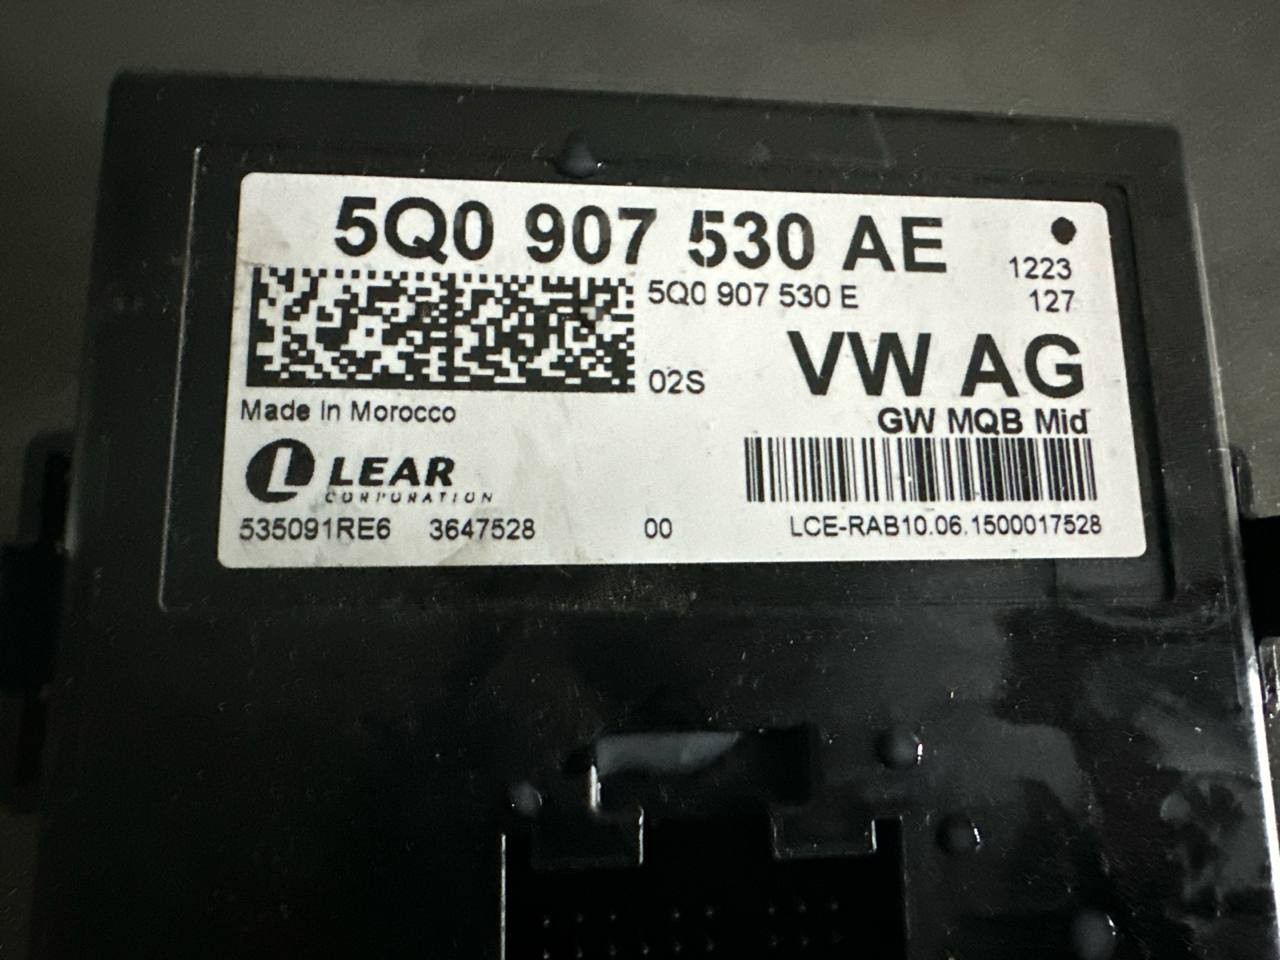 5Q0 907 530 AE
1223
5Q0 907 530 E
127
02S
VW AG
Made In Morocco
GW MQB Mid
LEAR
CORPORATION
535091RE6 3647528 00 LCE-RAB10.06.1500017528